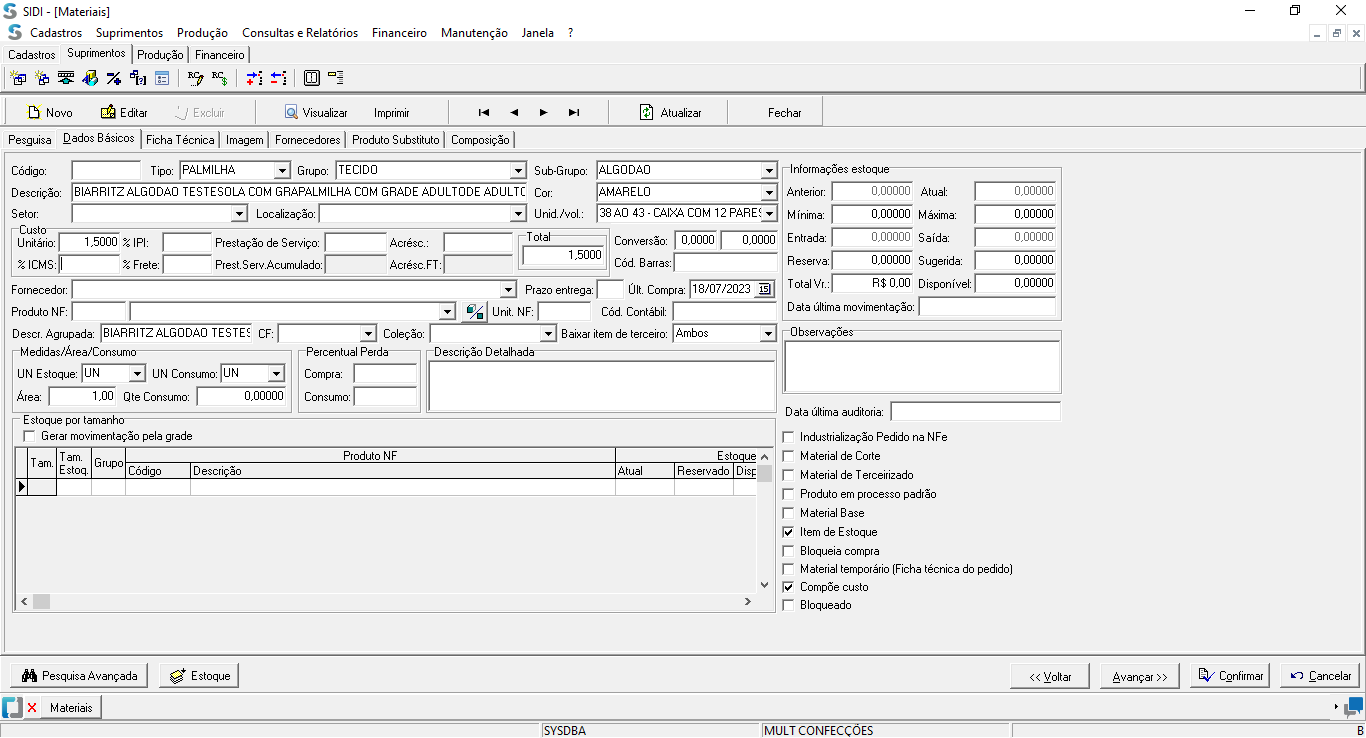 SIDI - [Materiais]
Cadastros Suprimentos Produção Consultas e Relatórios Financeiro Manutenção Janela ?
Cadastros Suprimentos Produção Financeiro
Novo Editar Excluir Visualizar Imprimir Atualizar Fechar
Pesquisa Dados Básicos Ficha Técnica Imagem Fornecedores Produto Substituto Composição
Código: Tipo: PALMILHA Grupo: TECIDO Sub-Grupo: ALGODAO
Descrição: BIARRITZ ALGODAO TESTESOLA COM GRAPALMILHA COM GRADE ADULTODE ADULTO Cor: AMARELO
Setor: Localização: Unid./vol.: 38 AO 43 - CAIXA COM 12 PARES
Custo
Unitário: 1,5000 % IPI: Prestação de Serviço: Acrésc.: Total 1,5000 Conversão: 0,0000 0,0000
% ICMS: % Frete: Prest.Serv.Acumulado: Acrésc.FT: Cód. Barras:
Fornecedor: Prazo entrega: Últ. Compra: 18/07/2023 15
Produto NF: Unit. NF: Cód. Contábil:
Descr. Agrupada: BIARRITZ ALGODAO TESTES CF: Coleção: Baixar item de terceiro: Ambos
Medidas/Área/Consumo
UN Estoque: UN UN Consumo: UN
Área: 1,00 Qte Consumo: 0,00000
Percentual Perda
Compra:
Consumo:
Descrição Detalhada
Estoque por tamanho
Gerar movimentação pela grade
Tam. Tam. Estoq. Grupo Produto NF Estoque
Código Descrição Atual Reservado Disp
Informações estoque
Anterior: 0,00000 Atual: 0,00000
Mínima: 0,00000 Máxima: 0,00000
Entrada: 0,00000 Saída: 0,00000
Reserva: 0,00000 Sugerida: 0,00000
Total Vr.: R$ 0,00 Disponível: 0,00000
Data última movimentação:
Observações
Data última auditoria:
Industrialização Pedido na NFe
Material de Corte
Material de Terceirizado
Produto em processo padrão
Material Base
Item de Estoque
Bloqueia compra
Material temporário (Ficha técnica do pedido)
Compõe custo
Bloqueado
Pesquisa Avançada Estoque << Voltar Avançar >> Confirmar Cancelar
Materiais
SYSDBA MULT CONFECÇÕES B